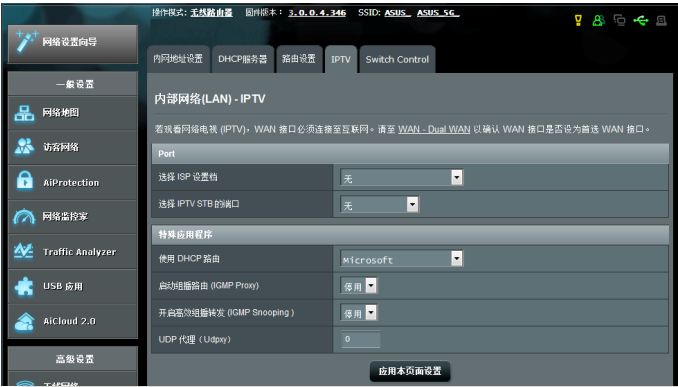 操作模式: 无线路由器 固件版本: 3.0.0.4.346 SSID: ASUS_ ASUS_5G_
网络设置向导
一般设置
网络地图
访客网络
AiProtection
网络监控家
Traffic Analyzer
USB 应用
AiCloud 2.0
高级设置
无线网络
内网地址设置 DHCP服务器 路由设置 IPTV Switch Control
内部网络(LAN) - IPTV
若观看网络电视 (IPTV)，WAN 接口必须连接至互联网。请至 WAN - Dual WAN 以确认 WAN 接口是否设为首选 WAN 接口。
Port
选择 ISP 设置档 无
选择 IPTV STB 的端口 无
特殊应用程序
使用 DHCP 路由 Microsoft
启动组播路由 (IGMP Proxy) 停用
开启高效组播转发 (IGMP Snooping ) 停用
UDP 代理 (Udpxy) 0
应用本页面设置